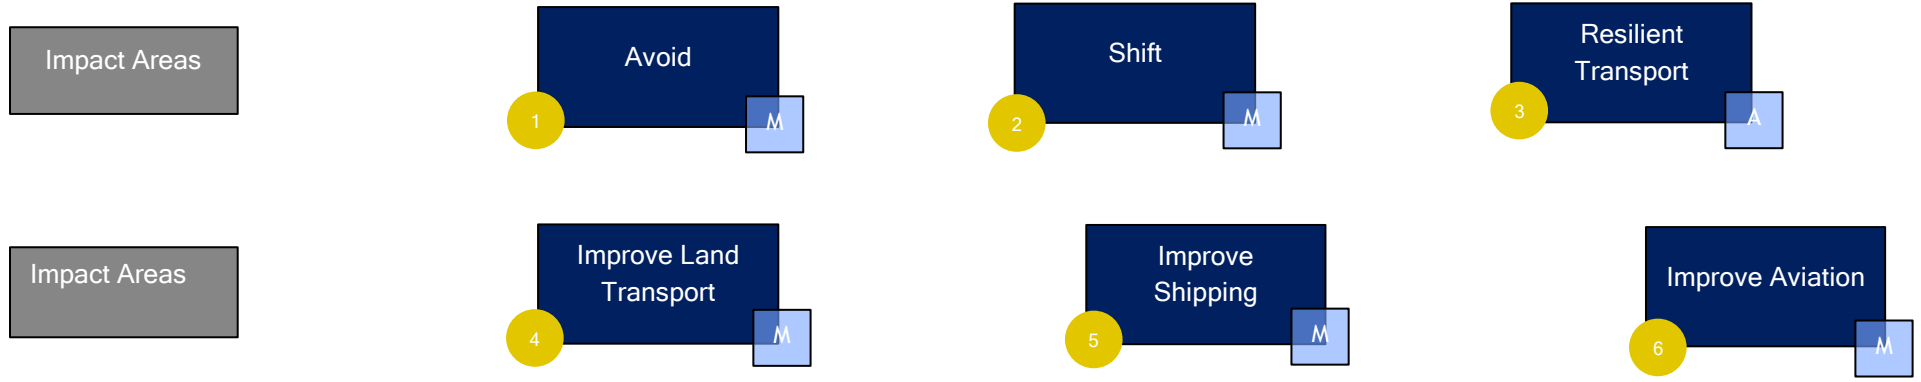 Impact Areas
Avoid
1
M
Shift
2
M
Resilient
Transport
3
A
Impact Areas
Improve Land
Transport
4
M
Improve
Shipping
5
M
Improve Aviation
6
M